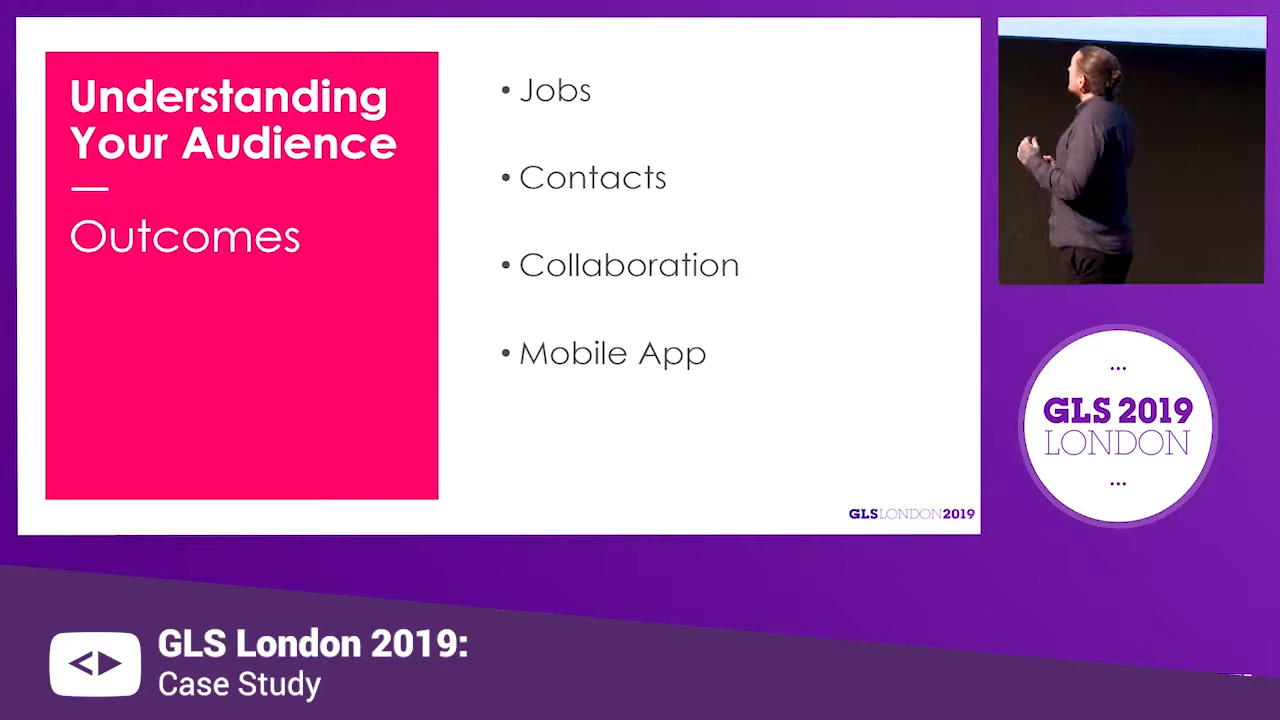 Understanding
Your Audience
Outcomes
• Jobs
• Contacts
• Collaboration
• Mobile App
GLSLONDON2019
...
GLS 2019
LONDON
...
GLS London 2019:
Case Study